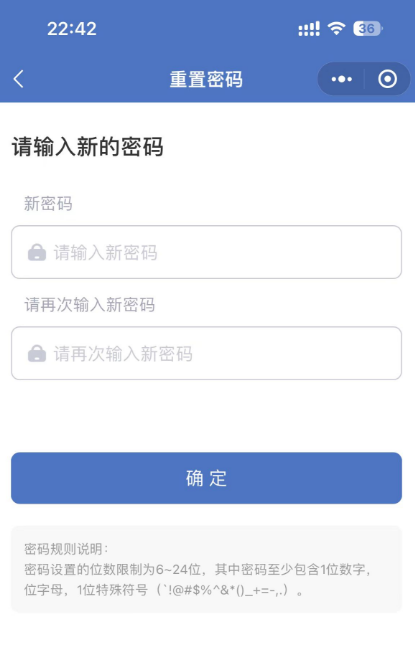 22:42
36
重置密码
请输入新的密码
新密码
请输入新密码
请再次输入新密码
请再次输入新密码
确 定
密码规则说明：
密码设置的位数限制为6~24位，其中密码至少包含1位数字，
位字母，1位特殊符号（`!@#$%^&*()_+=-,.）。